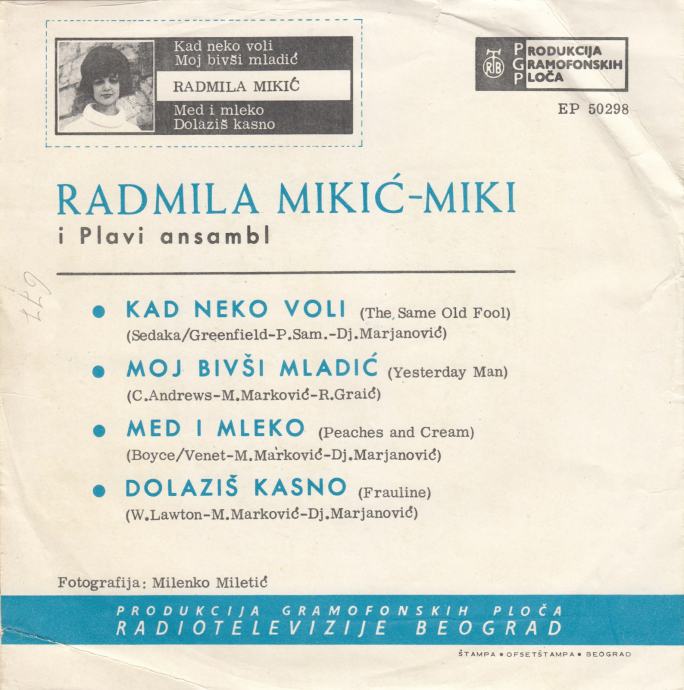 Kad neko voli
Moj bivši mladić
RADMILA MIKIĆ
Med i mleko
Dolaziš kasno
RTB
PGP
PRODUKCIJA
GRAMOFONSKIH
PLOČA
EP 50298
RADMILA MIKIĆ-MIKI
i Plavi ansambl
677
• KAD NEKO VOLI (The Same Old Fool)
(Sedaka/Greenfield-P.Sam.-Dj.Marjanović)
• MOJ BIVŠI MLADIĆ (Yesterday Man)
(C.Andrews-M.Marković-R.Graić)
• MED I MLEKO (Peaches and Cream)
(Boyce/Venet-M.Marković-Dj.Marjanović)
• DOLAZIŠ KASNO (Frauline)
(W.Lawton-M.Marković-Dj.Marjanović)
Fotografija: Milenko Miletić
PRODUKCIJA GRAMOFONSKIH PLOČA
RADIOTELEVIZIJE BEOGRAD
ŠTAMPA • OFSETŠTAMPA • BEOGRAD